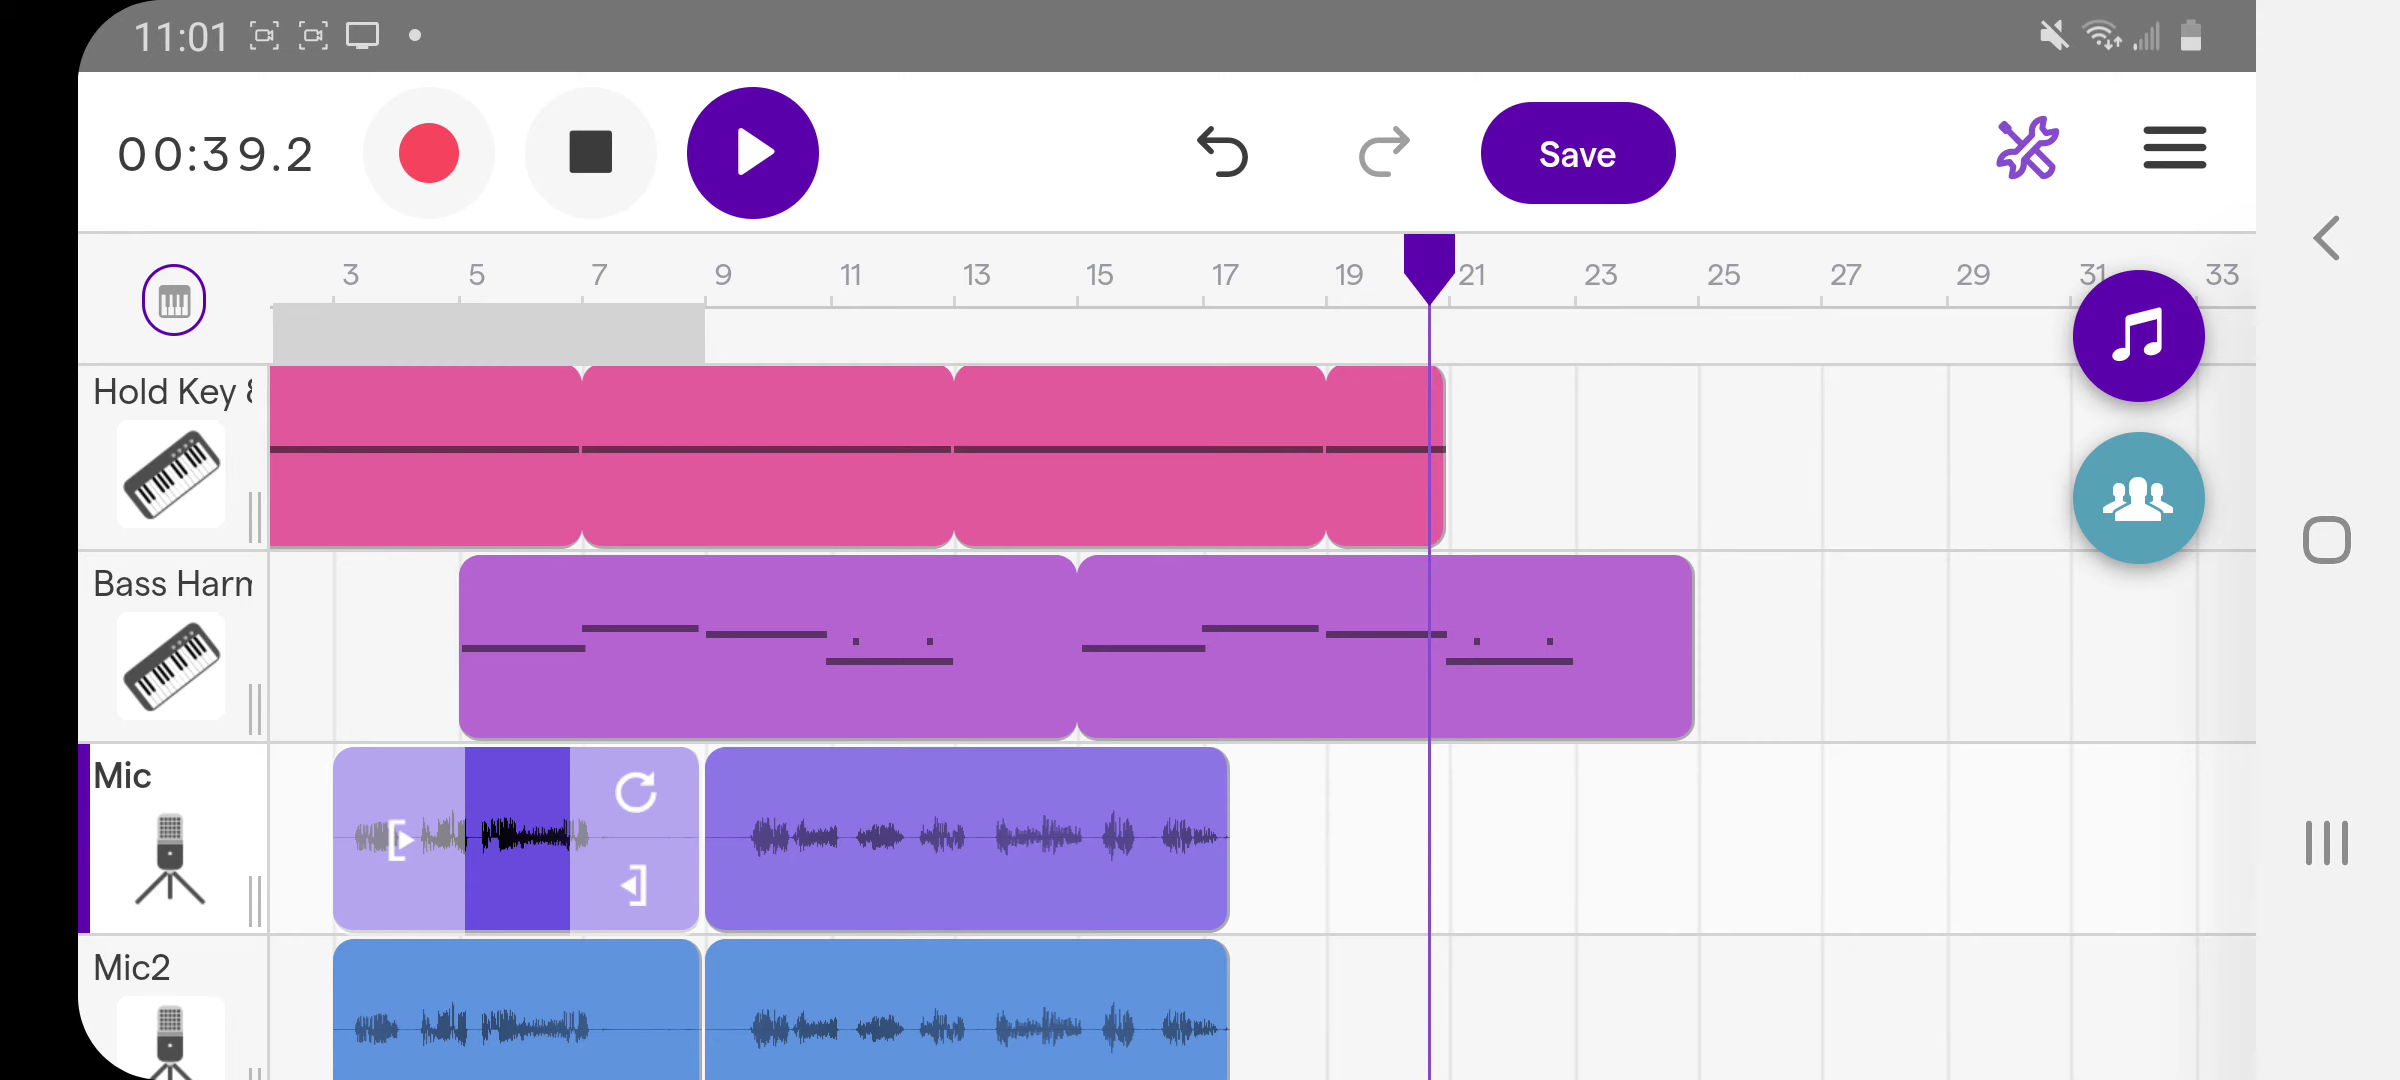 11:01
00:39.2
Save
3 5 7 9 11 13 15 17 19 21 23 25 27 29 31 33
Hold Key
Bass Harm
Mic
Mic2